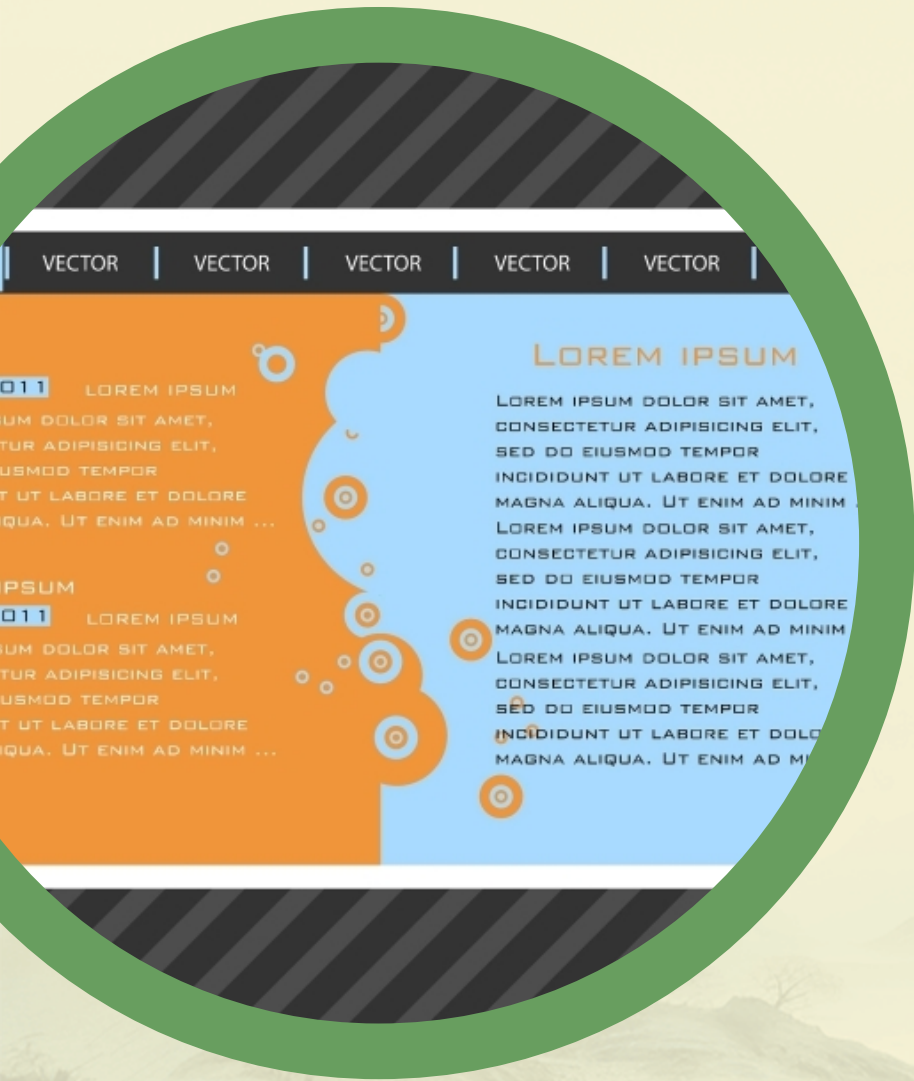 VECTOR VECTOR VECTOR VECTOR VECTOR
LOREM IPSUM
DOLOR SIT AMET,
ADIPISICING ELIT,
TEMPOR
UT LABORE ET DOLORE
UT ENIM AD MINIM ...
LOREM IPSUM
DOLOR SIT AMET,
ADIPISICING ELIT,
TEMPOR
UT LABORE ET DOLORE
UT ENIM AD MINIM ...
LOREM IPSUM
LOREM IPSUM DOLOR SIT AMET,
CONSECTETUR ADIPISICING ELIT,
SED DO EIUSMOD TEMPOR
INCIDIDUNT UT LABORE ET DOLORE
MAGNA ALIQUA. UT ENIM AD MINIM
LOREM IPSUM DOLOR SIT AMET,
CONSECTETUR ADIPISICING ELIT,
SED DO EIUSMOD TEMPOR
INCIDIDUNT UT LABORE ET DOLORE
MAGNA ALIQUA. UT ENIM AD MINIM
LOREM IPSUM DOLOR SIT AMET,
CONSECTETUR ADIPISICING ELIT,
SED DO EIUSMOD TEMPOR
INCIDIDUNT UT LABORE ET
MAGNA ALIQUA. UT ENIM AD